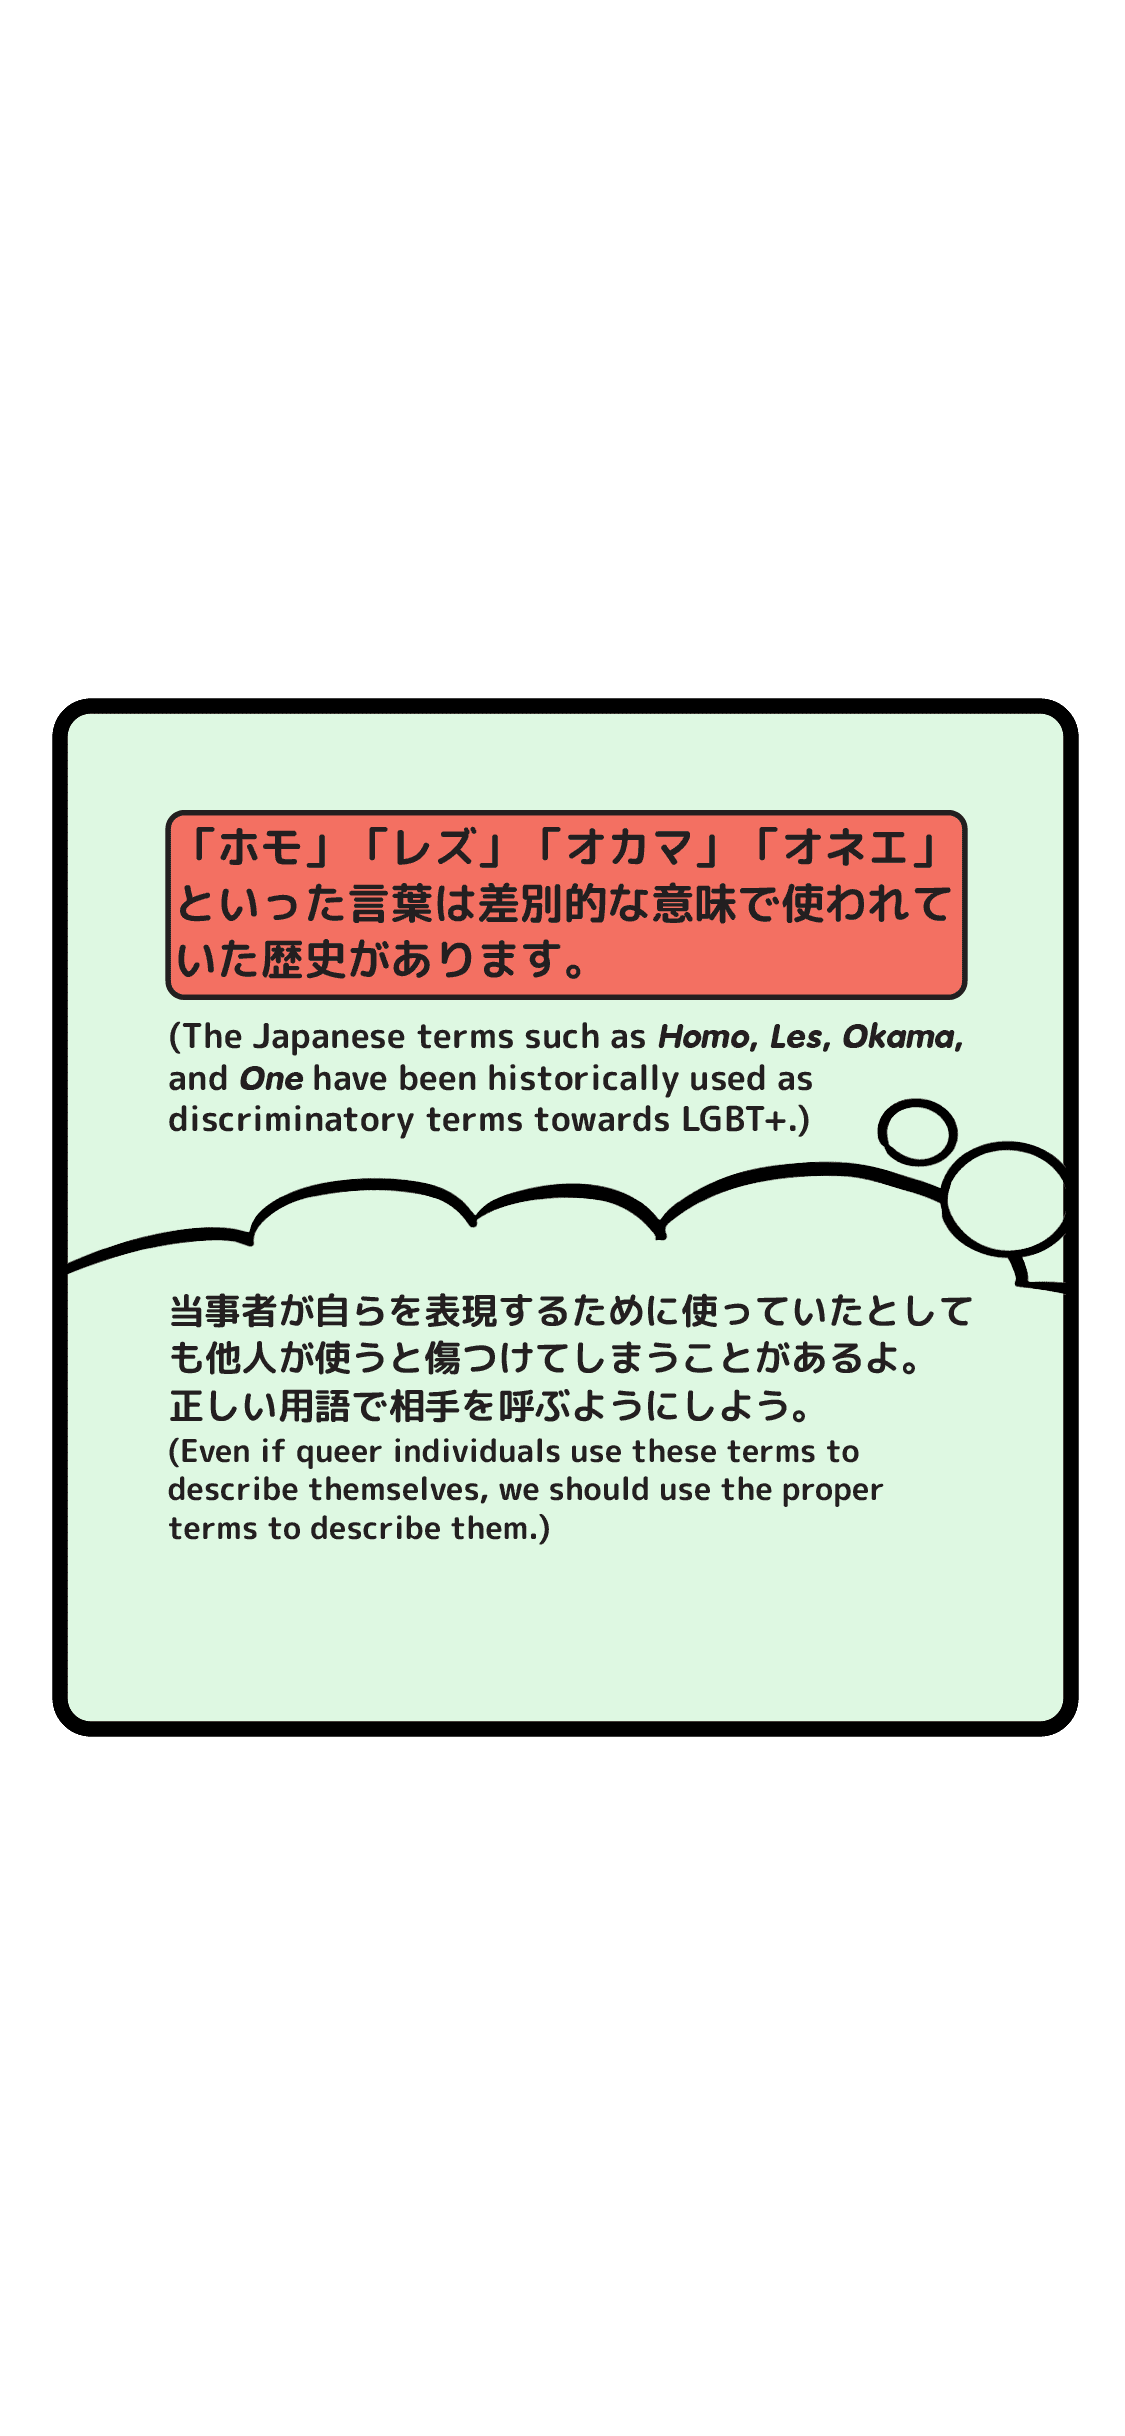 「ホモ」「レズ」「オカマ」「オネエ」
といった言葉は差別的な意味で使われて
いた歴史があります。
(The Japanese terms such as Homo, Les, Okama,
and One have been historically used as
discriminatory terms towards LGBT+.)
当事者が自らを表現するために使っていたとして
も他人が使うと傷つけてしまうことがあるよ。
正しい用語で相手を呼ぶようにしよう。
(Even if queer individuals use these terms to
describe themselves, we should use the proper
terms to describe them.)